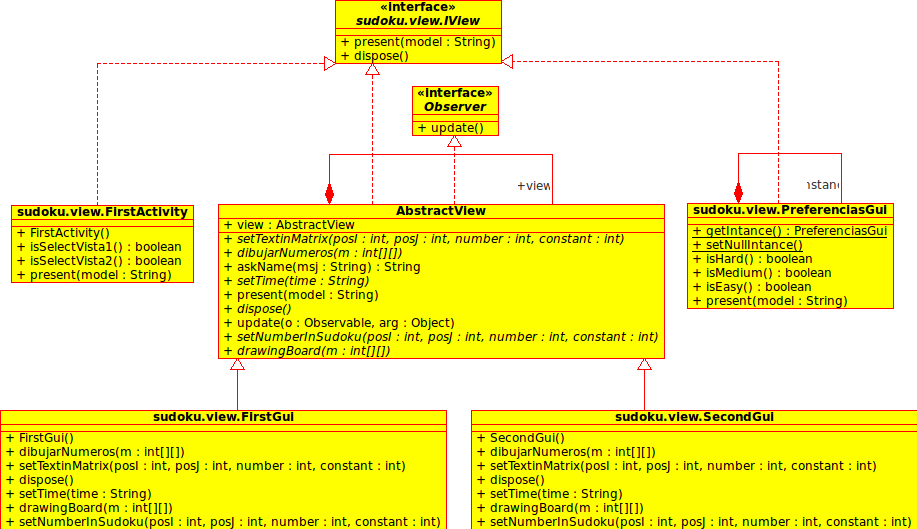 «interface»
sudoku.view.IView
+ present(model : String)
+ dispose()
«interface»
Observer
+ update()
+view
sudoku.view.FirstActivity
+ FirstActivity()
+ isSelectVista1() : boolean
+ isSelectVista2() : boolean
+ present(model : String)
AbstractView
+ view : AbstractView
+ setTextinMatrix(posI : int, posJ : int, number : int, constant : int)
+ dibujarNumeros(m : int[][])
+ askName(msj : String) : String
+ setTime(time : String)
+ present(model : String)
+ dispose()
+ update(o : Observable, arg : Object)
+ setNumberInSudoku(posI : int, posJ : int, number : int, constant : int)
+ drawingBoard(m : int[][])
sudoku.view.PreferenciasGui
+ getIntance() : PreferenciasGui
+ setNullIntance()
+ isHard() : boolean
+ isMedium() : boolean
+ isEasy() : boolean
+ present(model : String)
sudoku.view.FirstGui
+ FirstGui()
+ dibujarNumeros(m : int[][])
+ setTextinMatrix(posI : int, posJ : int, number : int, constant : int)
+ dispose()
+ setTime(time : String)
+ drawingBoard(m : int[][])
+ setNumberInSudoku(posI : int, posJ : int, number : int, constant : int)
sudoku.view.SecondGui
+ SecondGui()
+ dibujarNumeros(m : int[][])
+ setTextinMatrix(posI : int, posJ : int, number : int, constant : int)
+ dispose()
+ setTime(time : String)
+ drawingBoard(m : int[][])
+ setNumberInSudoku(posI : int, posJ : int, number : int, constant : int)